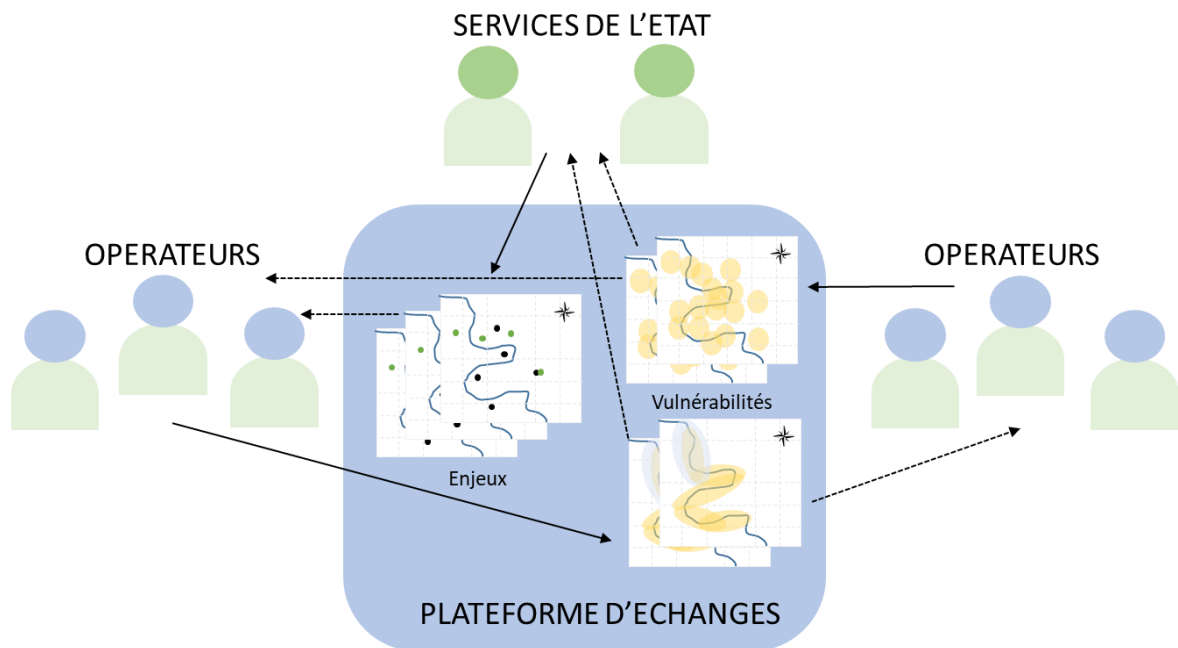 SERVICES DE L'ETAT
OPERATEURS
OPERATEURS
Vulnérabilités
Enjeux
PLATEFORME D'ECHANGES